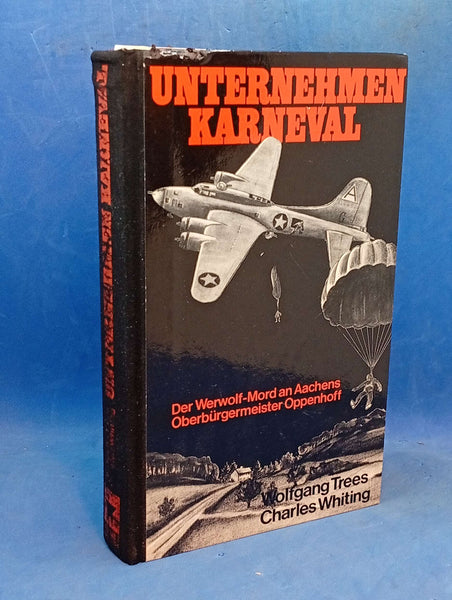 UNTERNEHMEN
KARNEVAL
Der Werwolf-Mord an Aachens
Oberbürgermeister Oppenhoff
Wolfgang Trees
Charles Whiting
UNTERNEHMEN KARNEVAL